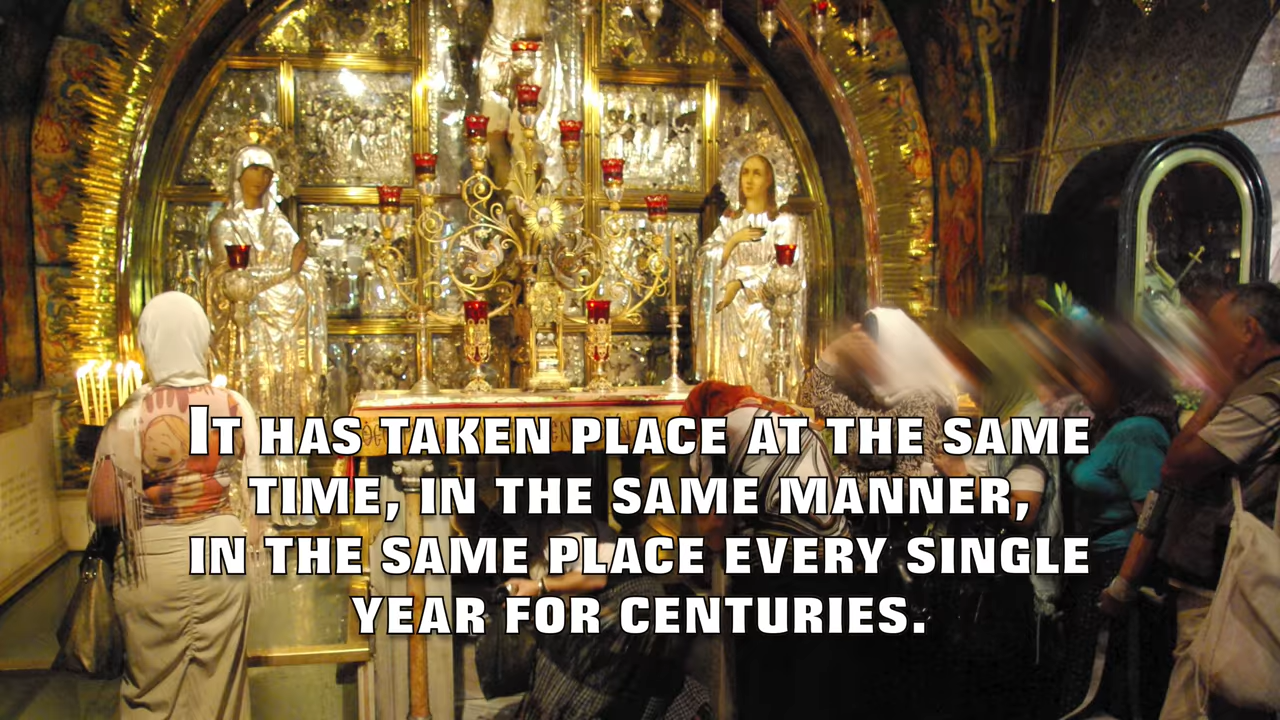 It has taken place at the same
time, in the same manner,
in the same place every single
year for centuries.